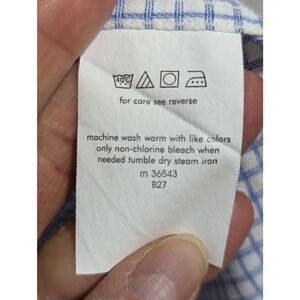 40°C
for care see reverse
machine wash warm with like colors
only non-chlorine bleach when
needed tumble dry steam iron
rn 36543
B27